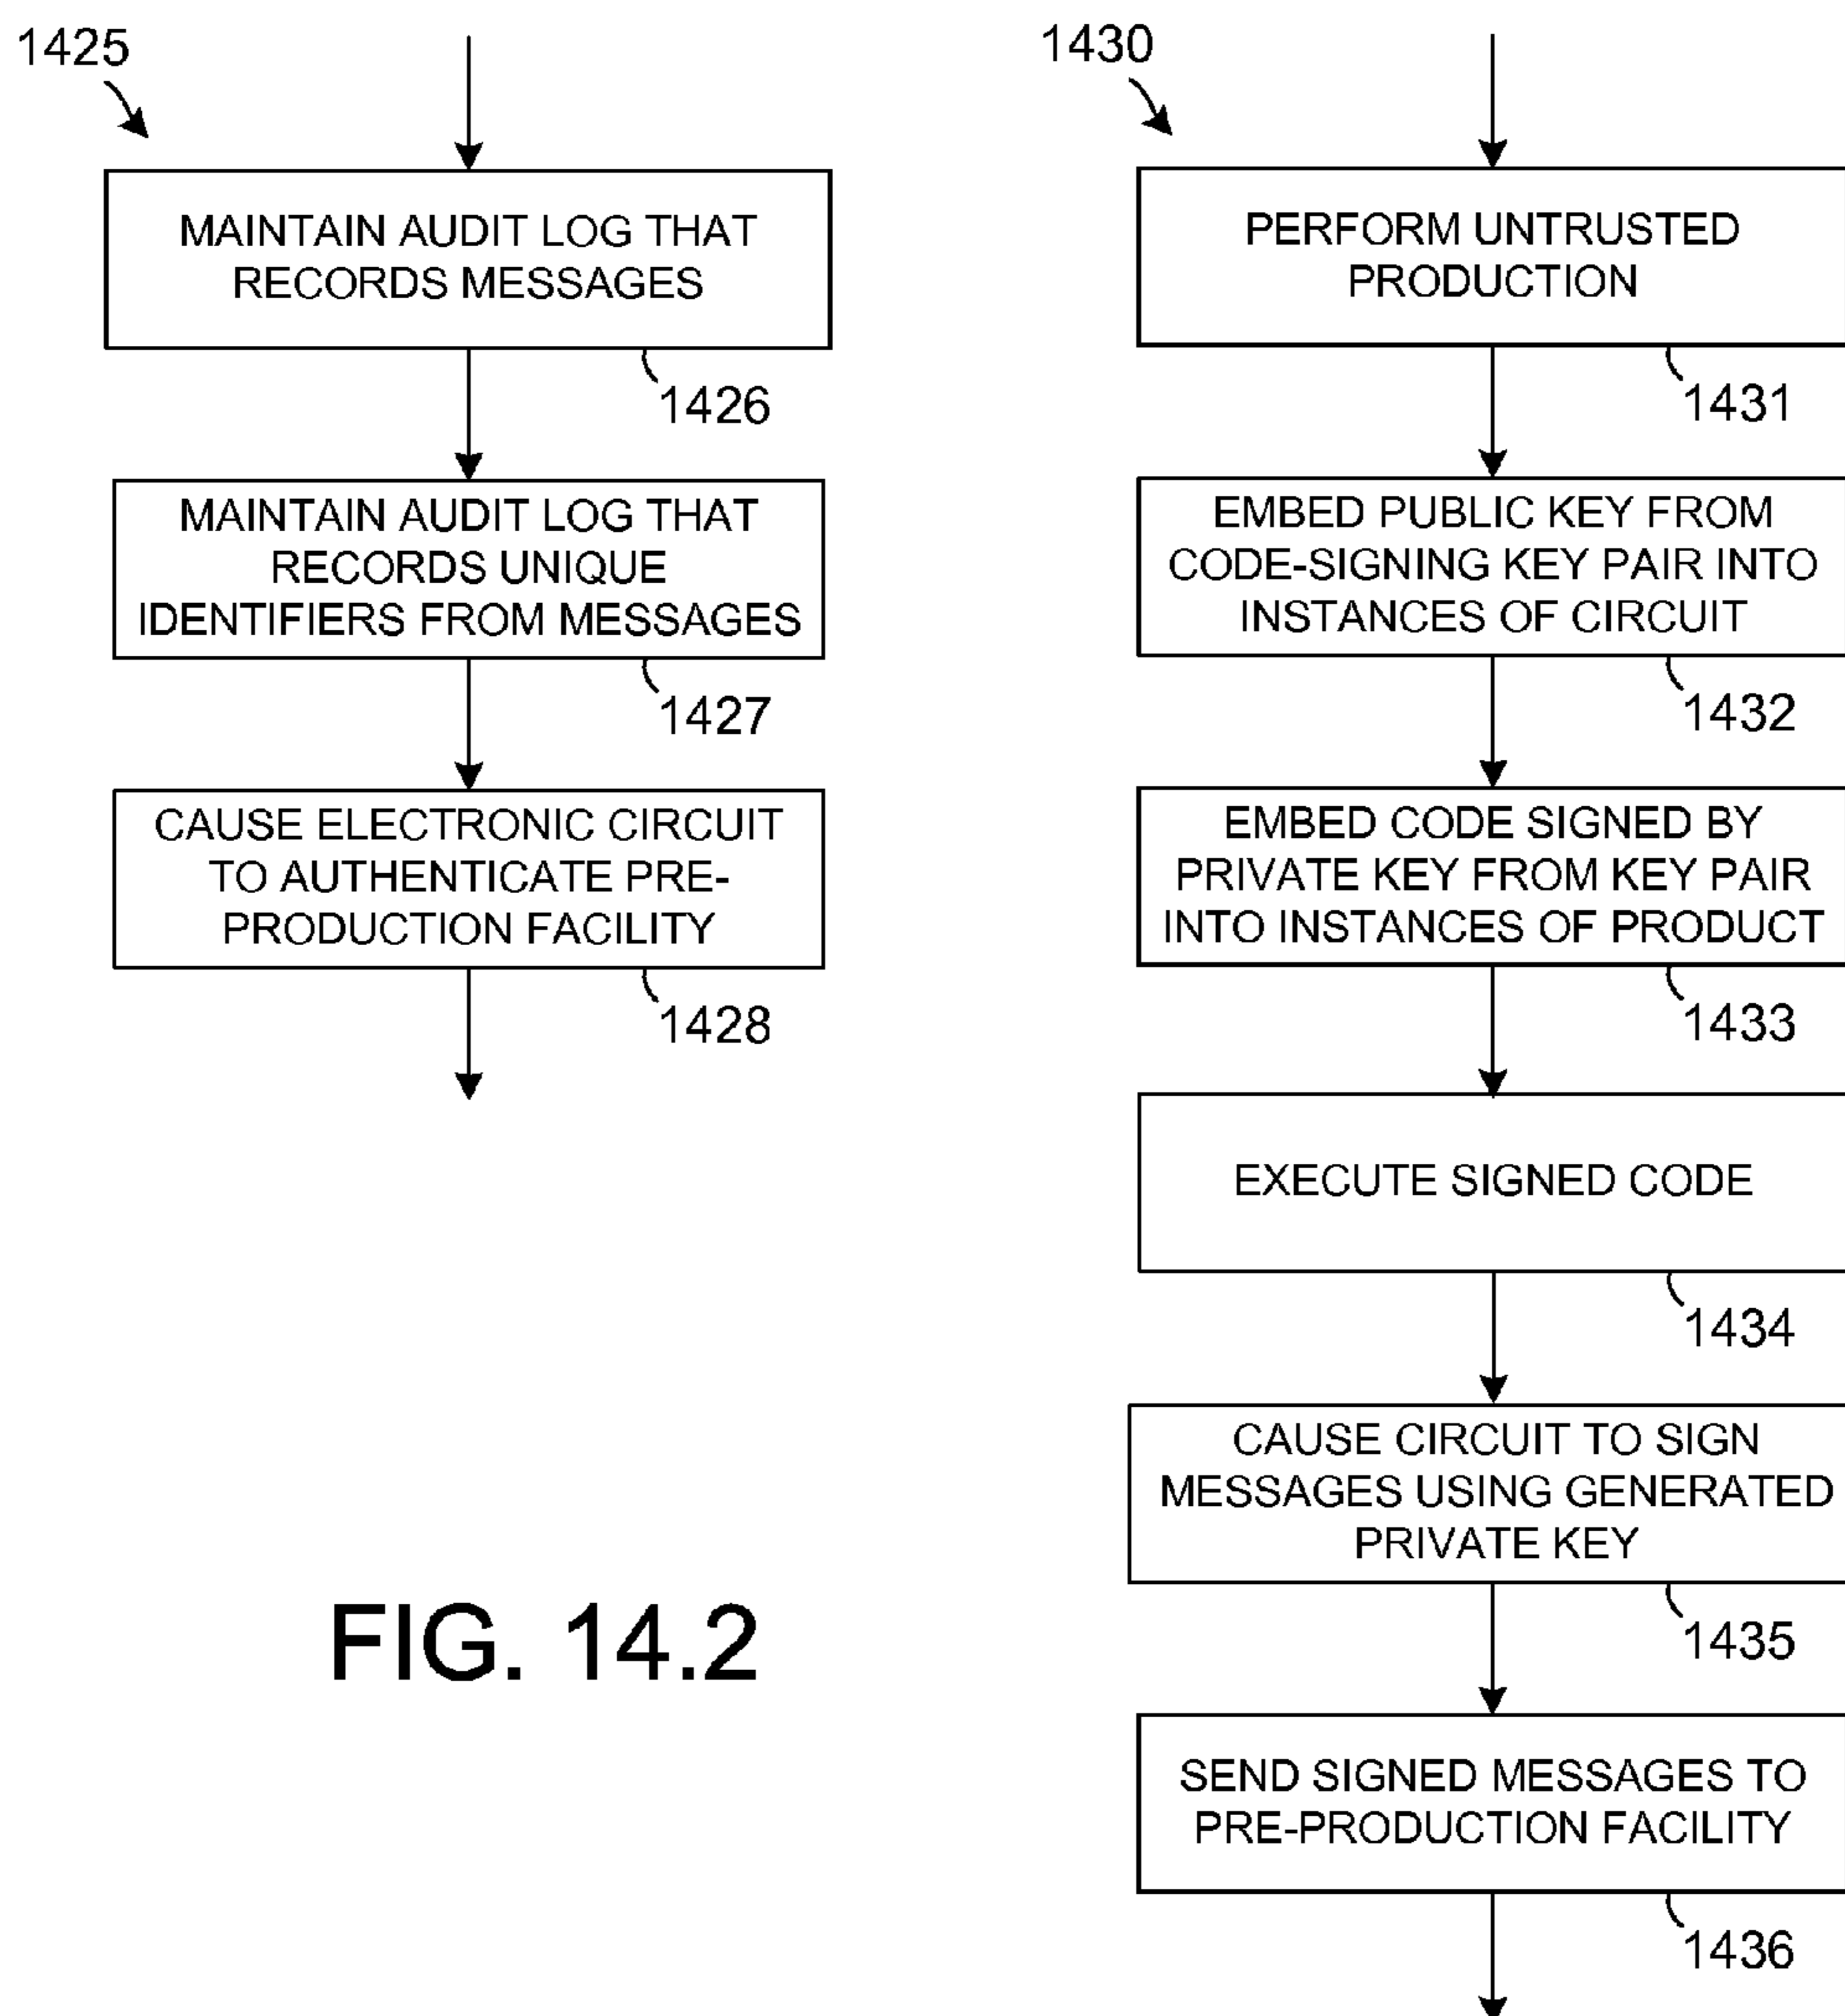 1425
MAINTAIN AUDIT LOG THAT
RECORDS MESSAGES
1426
MAINTAIN AUDIT LOG THAT
RECORDS UNIQUE
IDENTIFIERS FROM MESSAGES
1427
CAUSE ELECTRONIC CIRCUIT
TO AUTHENTICATE PRE-
PRODUCTION FACILITY
1428
FIG. 14.2
1430
PERFORM UNTRUSTED
PRODUCTION
1431
EMBED PUBLIC KEY FROM
CODE-SIGNING KEY PAIR INTO
INSTANCES OF CIRCUIT
1432
EMBED CODE SIGNED BY
PRIVATE KEY FROM KEY PAIR
INTO INSTANCES OF PRODUCT
1433
EXECUTE SIGNED CODE
1434
CAUSE CIRCUIT TO SIGN
MESSAGES USING GENERATED
PRIVATE KEY
1435
SEND SIGNED MESSAGES TO
PRE-PRODUCTION FACILITY
1436